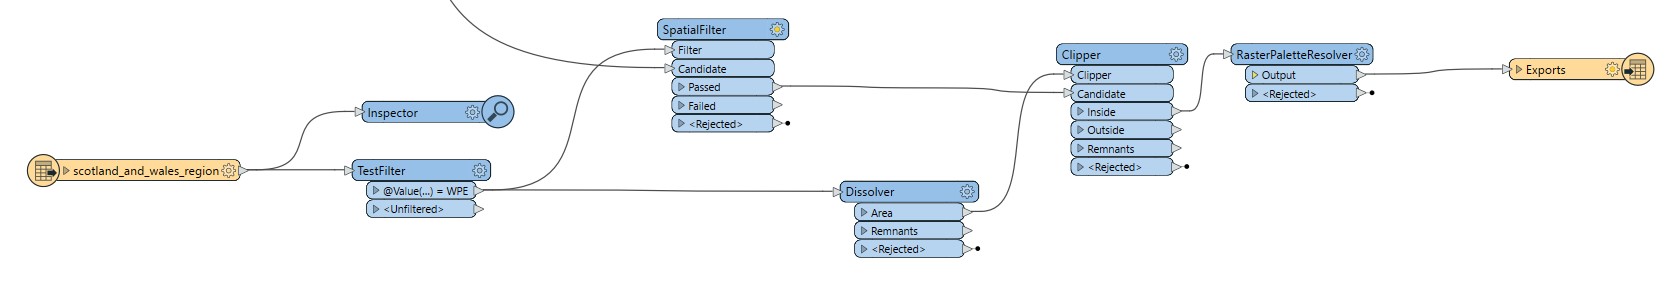 scotland_and_wales_region
Inspector
TestFilter
@Value(...) = WPE
<Unfiltered>
SpatialFilter
Filter
Candidate
Passed
Failed
<Rejected>
Dissolver
Area
Remnants
<Rejected>
Clipper
Clipper
Candidate
Inside
Outside
Remnants
<Rejected>
RasterPaletteResolver
Output
<Rejected>
Exports